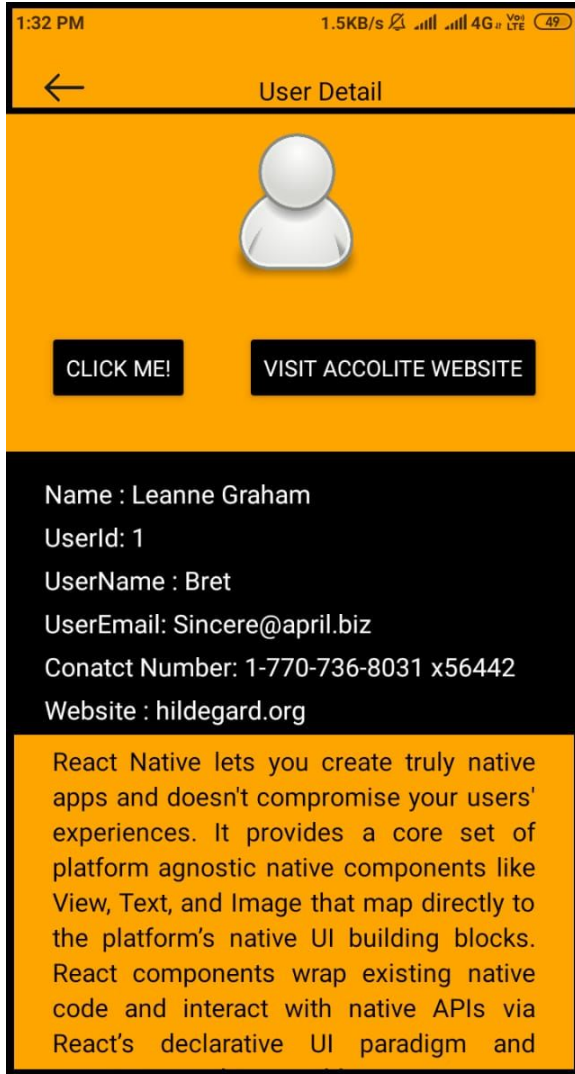 1:32 PM 1.5KB/s 4G Vo) LTE 49
User Detail
CLICK ME! VISIT ACCOLITE WEBSITE
Name : Leanne Graham
UserId: 1
UserName : Bret
UserEmail: Sincere@april.biz
Conatct Number: 1-770-736-8031 x56442
Website : hildegard.org
React Native lets you create truly native
apps and doesn't compromise your users'
experiences. It provides a core set of
platform agnostic native components like
View, Text, and Image that map directly to
the platform’s native UI building blocks.
React components wrap existing native
code and interact with native APIs via
React’s declarative UI paradigm and